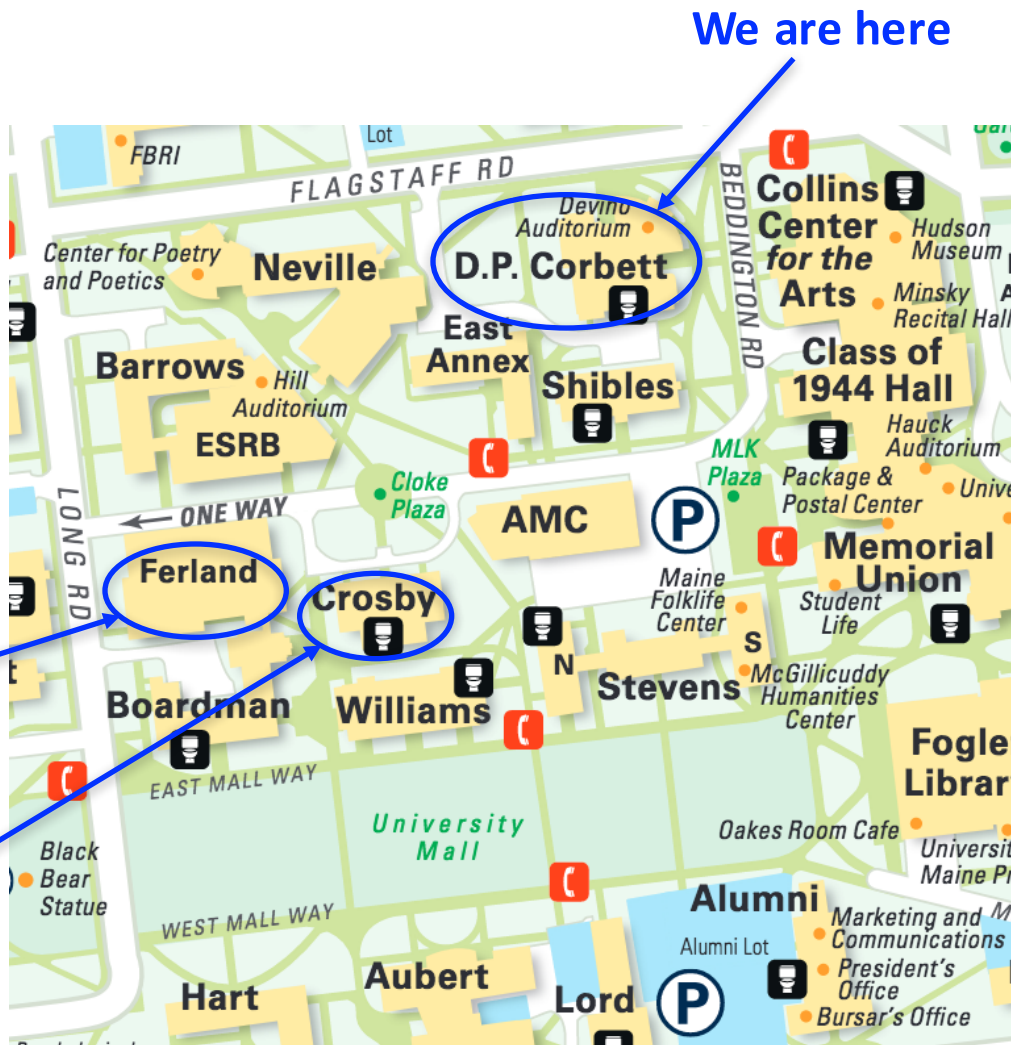 We are here
Lot
FBRI
FLAGSTAFF RD
BEDDINGTON RD
Collins
Center
for the
Arts
Hudson
Museum
Minsky
Recital Hall
Devino
Auditorium
D.P. Corbett
Center for Poetry
and Poetics
Neville
East
Annex
Shibles
Class of
1944 Hall
Hauck
Auditorium
Barrows
Hill
Auditorium
ESRB
MLK
Plaza
Package &
Postal Center
Cloke
Plaza
LONG RD
ONE WAY
AMC
P
Memorial
Union
Student
Life
Ferland
Crosby
Maine
Folklife
Center
N
S
Stevens
McGillicuddy
Humanities
Center
Boardman
Williams
EAST MALL WAY
University
Mall
Oakes Room Cafe
Black
Bear
Statue
WEST MALL WAY
Alumni
Alumni Lot
P
Marketing and
Communications
President's
Office
Bursar's Office
Hart
Aubert
Lord